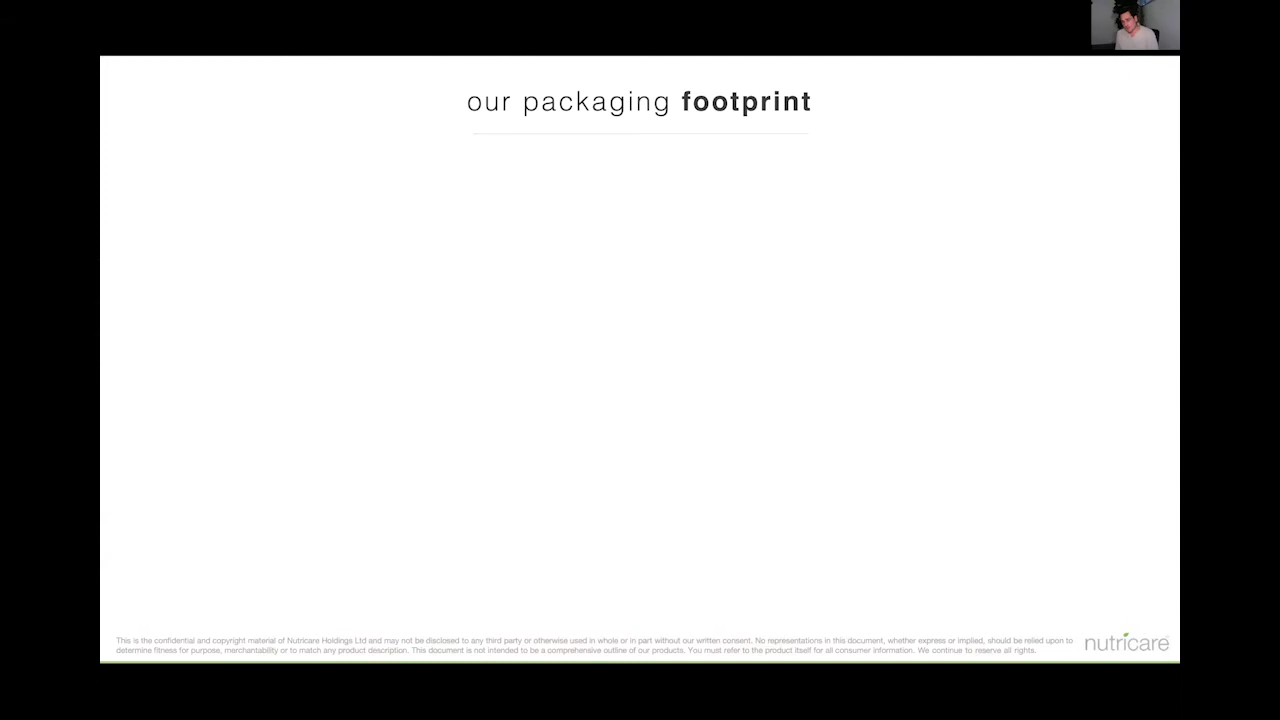 our packaging footprint
This is the confidential and copyright material of Nutricare Holdings Ltd and may not be disclosed to any third party or otherwise used in whole or in part without our written consent. No representations in this document, whether express or implied, should be relied upon to
determine fitness for purpose, merchantability or to match any product description. This document is not intended to be a comprehensive outline of our products. You must refer to the product itself for all consumer information. We continue to reserve all rights.
nutricare